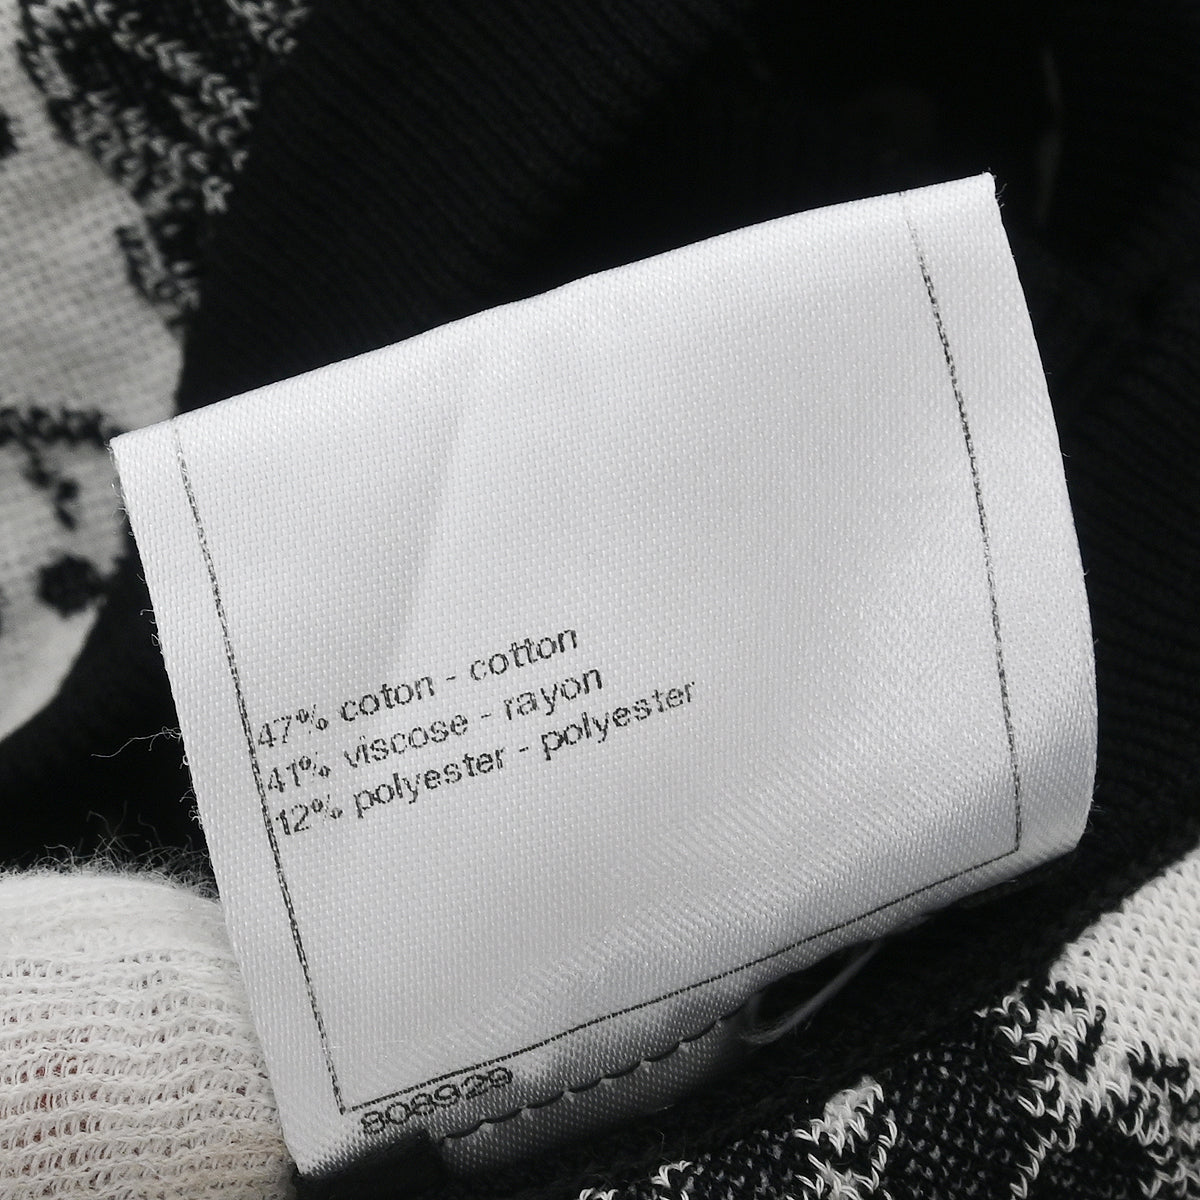 47% coton - cotton
41% viscose - rayon
12% polyester - polyester
808929